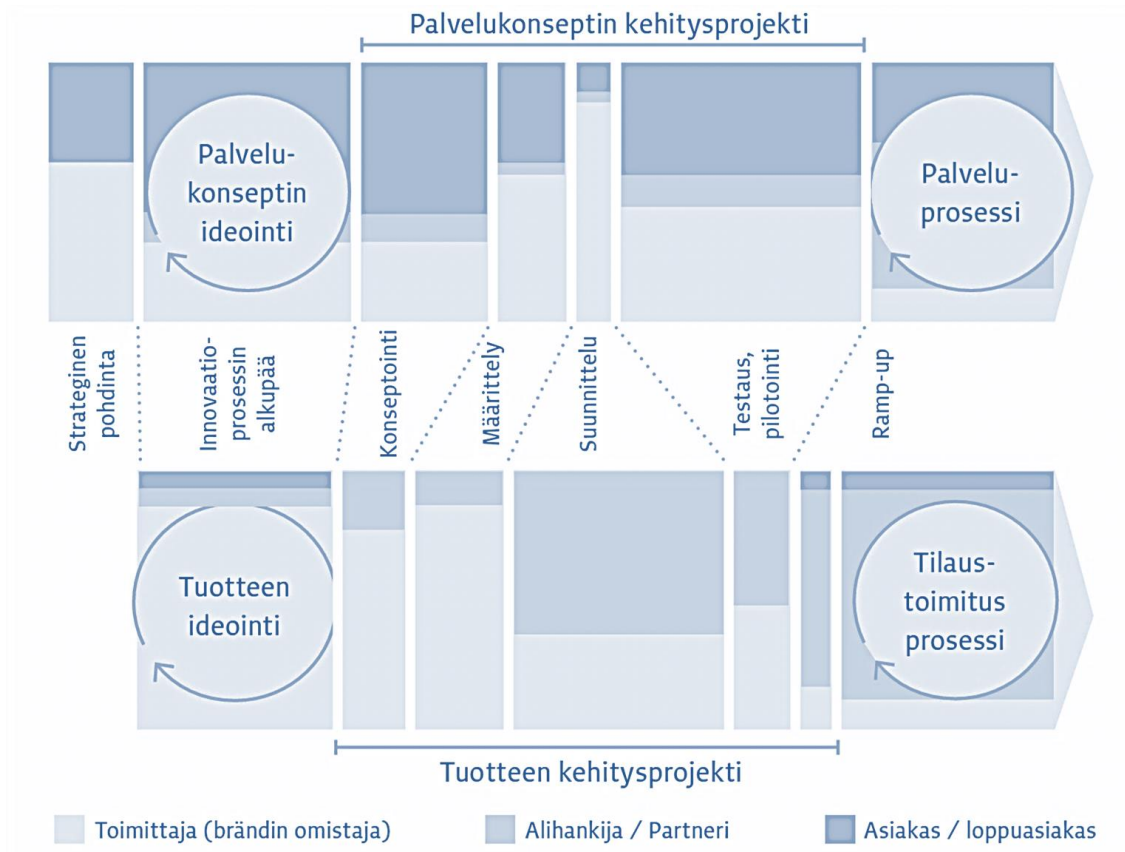 Palvelukonseptin kehitysprojekti
Palvelu-
konseptin
ideointi
Palvelu-
prosessi
Strateginen
pohdinta
Innovaatio-
prosessin
alkupää
Konseptointi
Määrittely
Suunnittelu
Testaus,
pilotointi
Ramp-up
Tuotteen
ideointi
Tilaus-
toimitus
prosessi
Tuotteen kehitysprojekti
Toimittaja (brändin omistaja)
Alihankija / Partneri
Asiakas / loppuasiakas